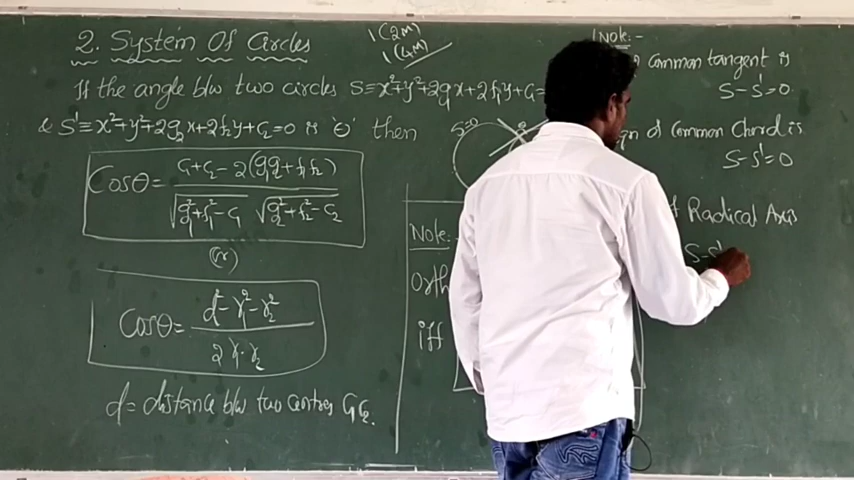 2. System Of Circles
1(2M)
1(4M)
If the angle b/w two circles S≡x²+y²+2g₁x+2f₁y+c₁=
& S'≡x²+y²+2g₂x+2f₂y+c₂=0 is 'θ' then
Cosθ= c₁+c₂-2(g₁g₂+f₁f₂) / √g₁²+f₁²-c₁ √g₂²+f₂²-c₂
(or)
Cosθ= d²-r₁²-r₂² / 2r₁.r₂
d=distance b/w two centres C₁C₂.
S=0
Note:
Orth
iff
Note:-
common tangent is
S-S'=0
of Common Chord is
S-S'=0
Radical Axis
S-S'